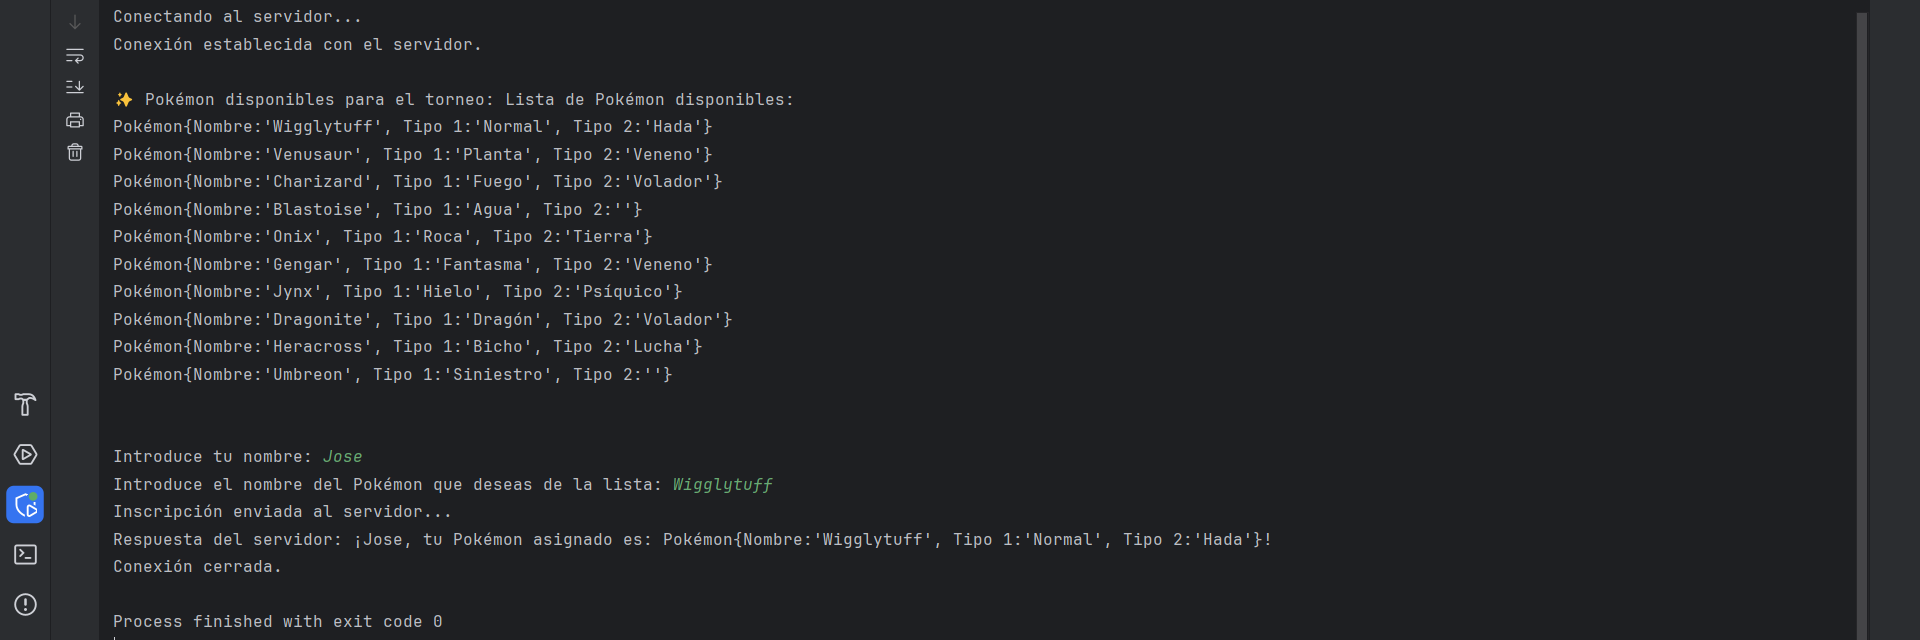 Conectando al servidor...
Conexión establecida con el servidor.
✨ Pokémon disponibles para el torneo: Lista de Pokémon disponibles:
Pokémon{Nombre:'Wigglytuff', Tipo 1:'Normal', Tipo 2:'Hada'}
Pokémon{Nombre:'Venusaur', Tipo 1:'Planta', Tipo 2:'Veneno'}
Pokémon{Nombre:'Charizard', Tipo 1:'Fuego', Tipo 2:'Volador'}
Pokémon{Nombre:'Blastoise', Tipo 1:'Agua', Tipo 2:''}
Pokémon{Nombre:'Onix', Tipo 1:'Roca', Tipo 2:'Tierra'}
Pokémon{Nombre:'Gengar', Tipo 1:'Fantasma', Tipo 2:'Veneno'}
Pokémon{Nombre:'Jynx', Tipo 1:'Hielo', Tipo 2:'Psíquico'}
Pokémon{Nombre:'Dragonite', Tipo 1:'Dragón', Tipo 2:'Volador'}
Pokémon{Nombre:'Heracross', Tipo 1:'Bicho', Tipo 2:'Lucha'}
Pokémon{Nombre:'Umbreon', Tipo 1:'Siniestro', Tipo 2:''}
Introduce tu nombre: Jose
Introduce el nombre del Pokémon que deseas de la lista: Wigglytuff
Inscripción enviada al servidor...
Respuesta del servidor: ¡Jose, tu Pokémon asignado es: Pokémon{Nombre:'Wigglytuff', Tipo 1:'Normal', Tipo 2:'Hada'}!
Conexión cerrada.
Process finished with exit code 0